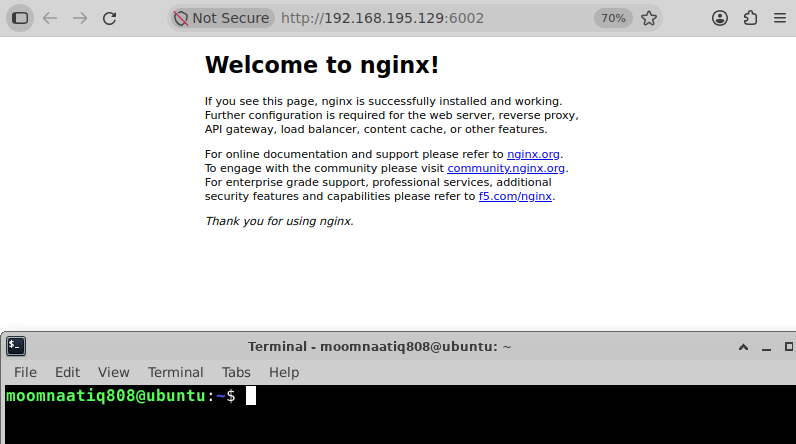 Not Secure http://192.168.195.129:6002 70%
Welcome to nginx!
If you see this page, nginx is successfully installed and working.
Further configuration is required for the web server, reverse proxy,
API gateway, load balancer, content cache, or other features.
For online documentation and support please refer to nginx.org.
To engage with the community please visit community.nginx.org.
For enterprise grade support, professional services, additional
security features and capabilities please refer to f5.com/nginx.
Thank you for using nginx.
Terminal - moomnaatiq808@ubuntu: ~
File Edit View Terminal Tabs Help
moomnaatiq808@ubuntu:~$